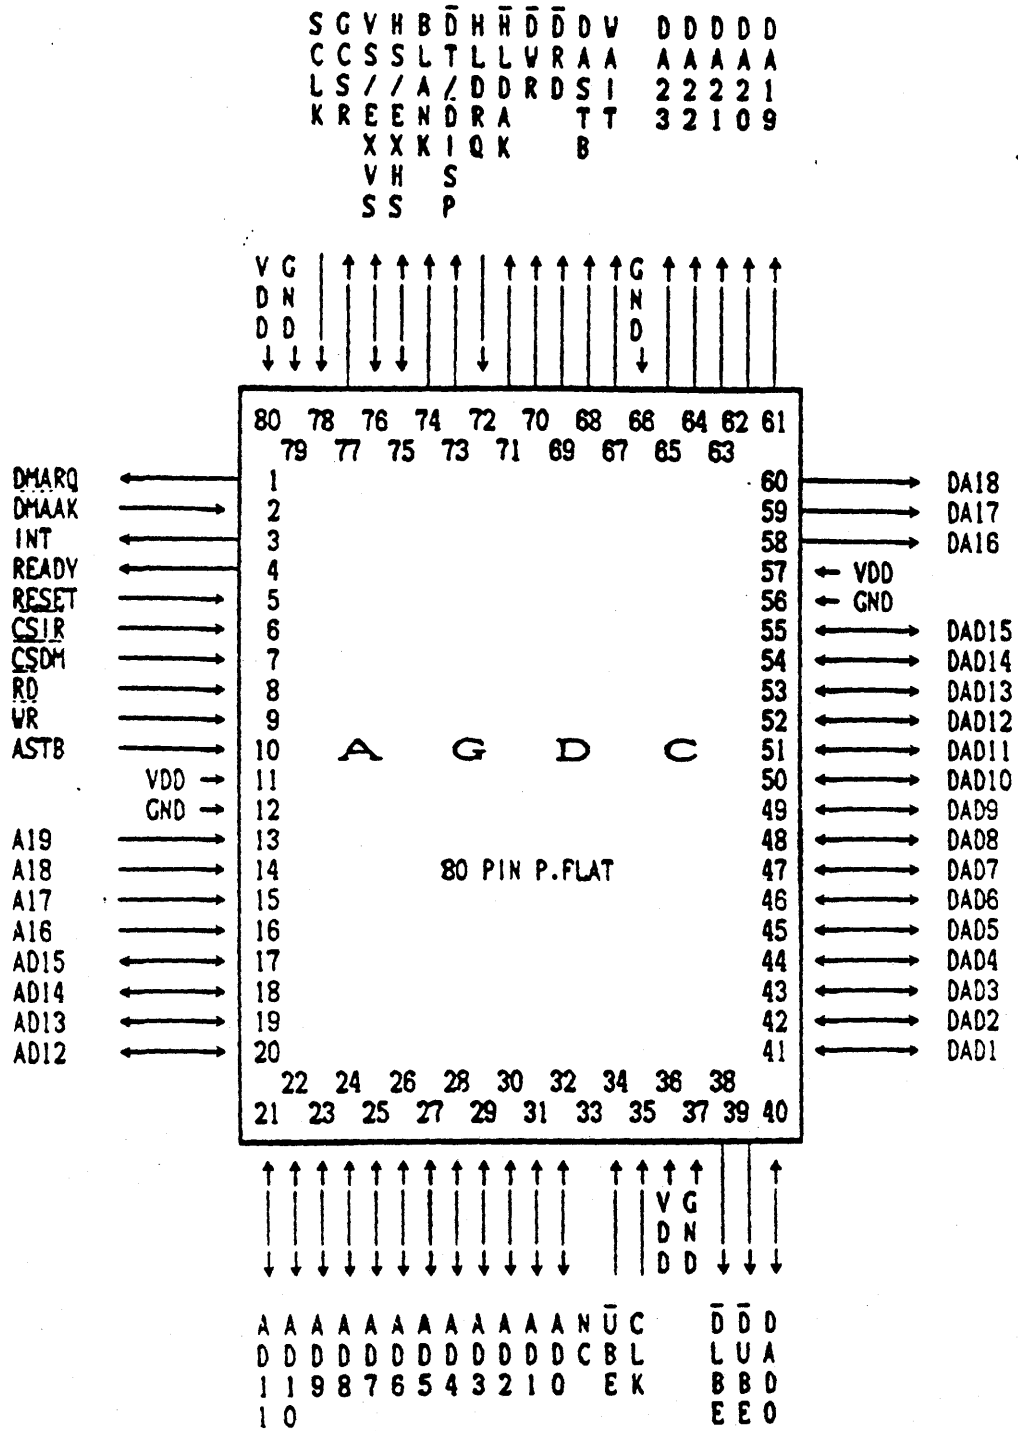 SCLK GCSR VS/EXVS HS/EXHS BLANK DT/DISP HLDRQ HLDAK DWR DRD DASTB WAIT DA23 DA22 DA21 DA20 DA19
VDD GND GND
80 78 76 74 72 70 68 66 64 62 61
79 77 75 73 71 69 67 65 63
DMARQ 1 60 DA18
DMAAK 2 59 DA17
INT 3 58 DA16
READY 4 57 VDD
RESET 5 56 GND
CSIR 6 55 DAD15
CSDM 7 54 DAD14
RD 8 53 DAD13
WR 9 52 DAD12
ASTB 10 A G D C 51 DAD11
VDD 11 50 DAD10
GND 12 49 DAD9
A19 13 48 DAD8
A18 14 80 PIN P.FLAT 47 DAD7
A17 15 46 DAD6
A16 16 45 DAD5
AD15 17 44 DAD4
AD14 18 43 DAD3
AD13 19 42 DAD2
AD12 20 41 DAD1
22 24 26 28 30 32 34 36 38
21 23 25 27 29 31 33 35 37 39 40
VDD GND
AD11 AD10 AD9 AD8 AD7 AD6 AD5 AD4 AD3 AD2 AD1 AD0 NC UBE CLK DLBE DUBE DAD0